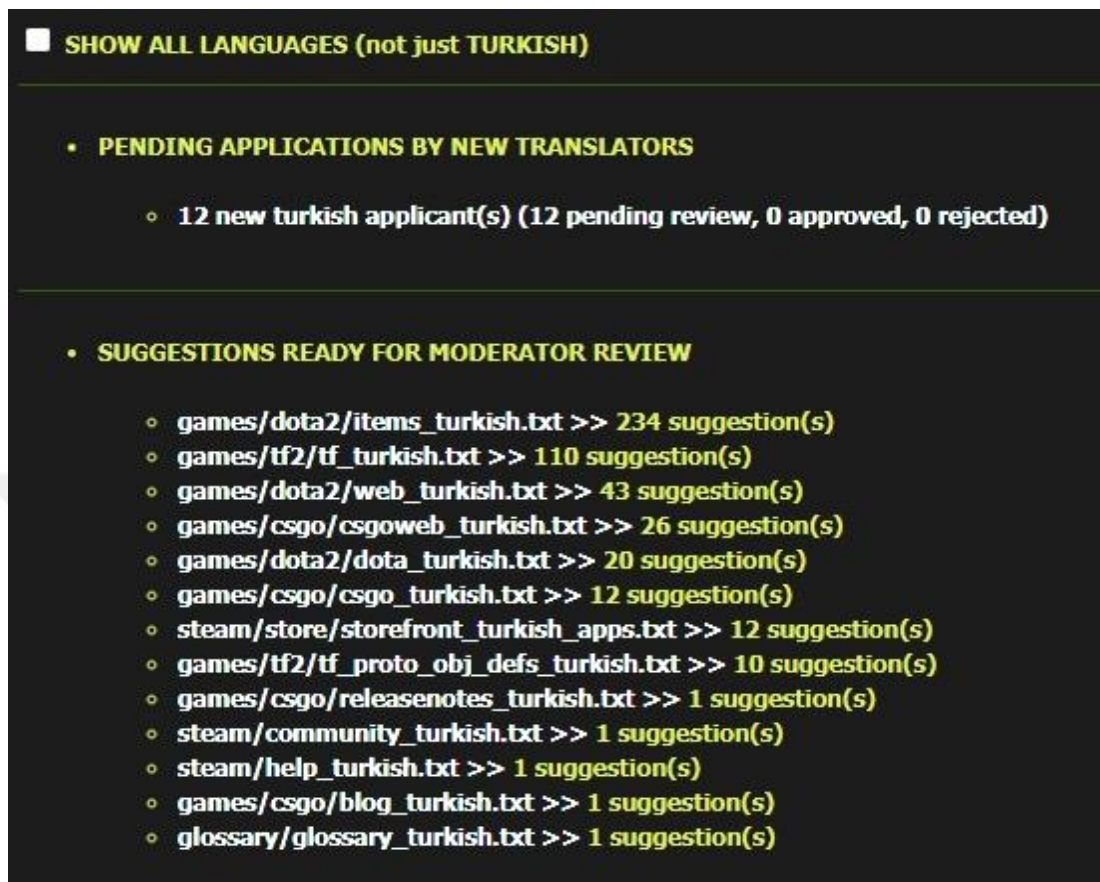 SHOW ALL LANGUAGES (not just TURKISH)
• PENDING APPLICATIONS BY NEW TRANSLATORS
◦ 12 new turkish applicant(s) (12 pending review, 0 approved, 0 rejected)
• SUGGESTIONS READY FOR MODERATOR REVIEW
◦ games/dota2/items_turkish.txt >> 234 suggestion(s)
◦ games/tf2/tf_turkish.txt >> 110 suggestion(s)
◦ games/dota2/web_turkish.txt >> 43 suggestion(s)
◦ games/csgo/csgoweb_turkish.txt >> 26 suggestion(s)
◦ games/dota2/dota_turkish.txt >> 20 suggestion(s)
◦ games/csgo/csgo_turkish.txt >> 12 suggestion(s)
◦ steam/store/storefront_turkish_apps.txt >> 12 suggestion(s)
◦ games/tf2/tf_proto_obj_defs_turkish.txt >> 10 suggestion(s)
◦ games/csgo/releasenotes_turkish.txt >> 1 suggestion(s)
◦ steam/community_turkish.txt >> 1 suggestion(s)
◦ steam/help_turkish.txt >> 1 suggestion(s)
◦ games/csgo/blog_turkish.txt >> 1 suggestion(s)
◦ glossary/glossary_turkish.txt >> 1 suggestion(s)